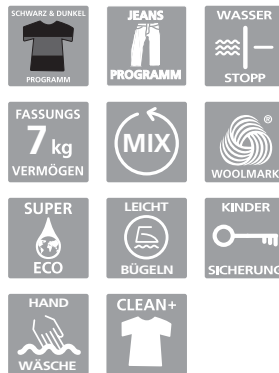 SCHWARZ & DUNKEL
PROGRAMM
JEANS
PROGRAMM
WASSER
STOPP
FASSUNGS
7 kg
VERMÖGEN
MIX
®
WOOLMARK
SUPER
ECO
LEICHT
BÜGELN
KINDER
SICHERUNG
HAND
WÄSCHE
CLEAN+